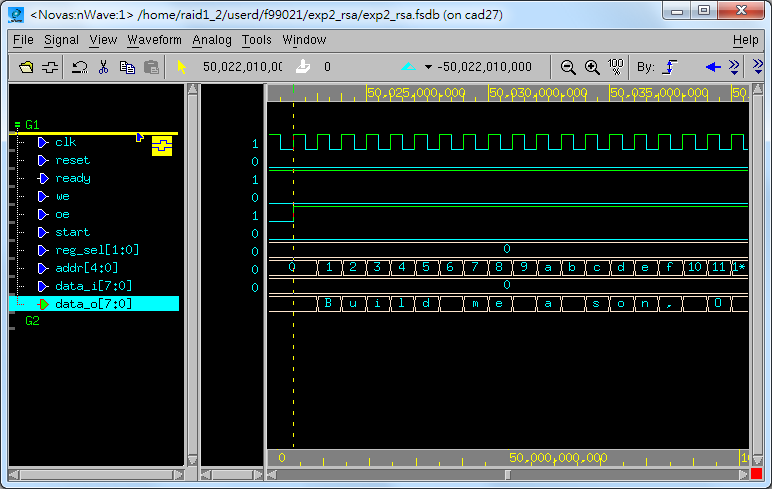 <Novas:nWave:1> /home/raid1_2/userd/f99021/exp2_rsa/exp2_rsa.fsdb (on cad27)
File Signal View Waveform Analog Tools Window Help
50,022,010,00 0 -50,022,010,000 100 % By:
50,025,000,000 50,030,000,000 50,035,000,000 50,
G1
clk 1
reset 0
ready 1
we 0
oe 1
start 0
reg_sel[1:0] 0 0
addr[4:0] 0 0 1 2 3 4 5 6 7 8 9 a b c d e f 10 11 1*
data_i[7:0] 0 0
data_o[7:0] B u i l d m e a s o n , O
G2
0 50,000,000,000 10